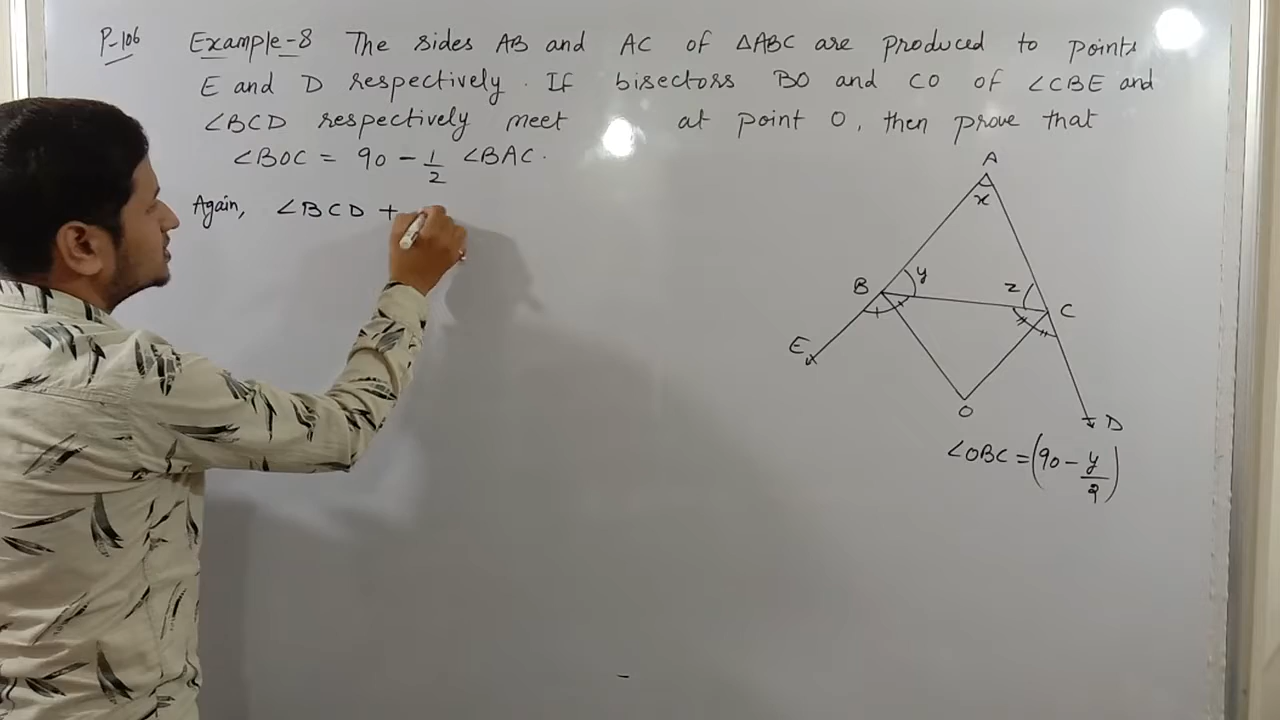 P-106
Example-8 The sides AB and AC of ΔABC are produced to points
E and D respectively. If bisectors BO and CO of ∠CBE and
∠BCD respectively meet at point O, then prove that
∠BOC = 90 - 1/2 ∠BAC.
Again, ∠BCD +
A
x
B
y
z
C
E
O
D
∠OBC = (90 - y/2)